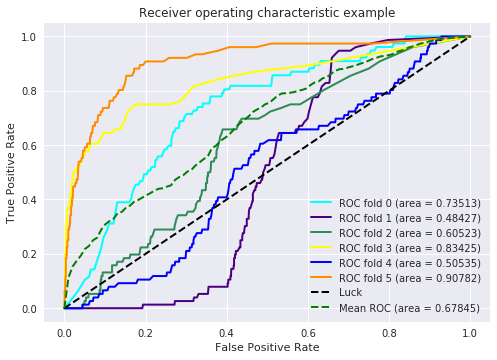 Receiver operating characteristic example
True Positive Rate
1.0
0.8
0.6
0.4
0.2
0.0
ROC fold 0 (area = 0.73513)
ROC fold 1 (area = 0.48427)
ROC fold 2 (area = 0.60523)
ROC fold 3 (area = 0.83425)
ROC fold 4 (area = 0.50535)
ROC fold 5 (area = 0.90782)
Luck
Mean ROC (area = 0.67845)
0.0 0.2 0.4 0.6 0.8 1.0
False Positive Rate